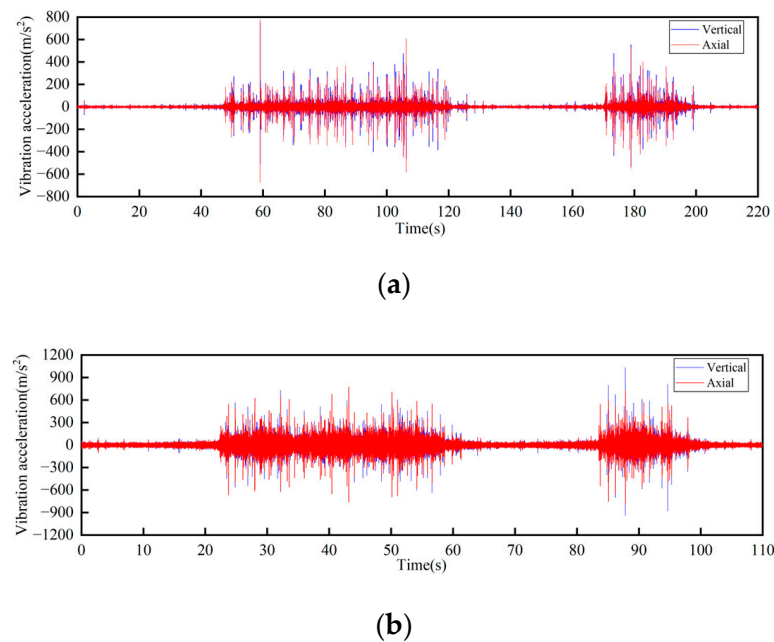 800
600
400
200
0
−200
−400
−600
−800
Vibration acceleration(m/s²)
Vertical
Axial
0 20 40 60 80 100 120 140 160 180 200 220
Time(s)
(a)
1200
900
600
300
0
−300
−600
−900
−1200
Vibration acceleration(m/s²)
Vertical
Axial
0 10 20 30 40 50 60 70 80 90 100 110
Time(s)
(b)